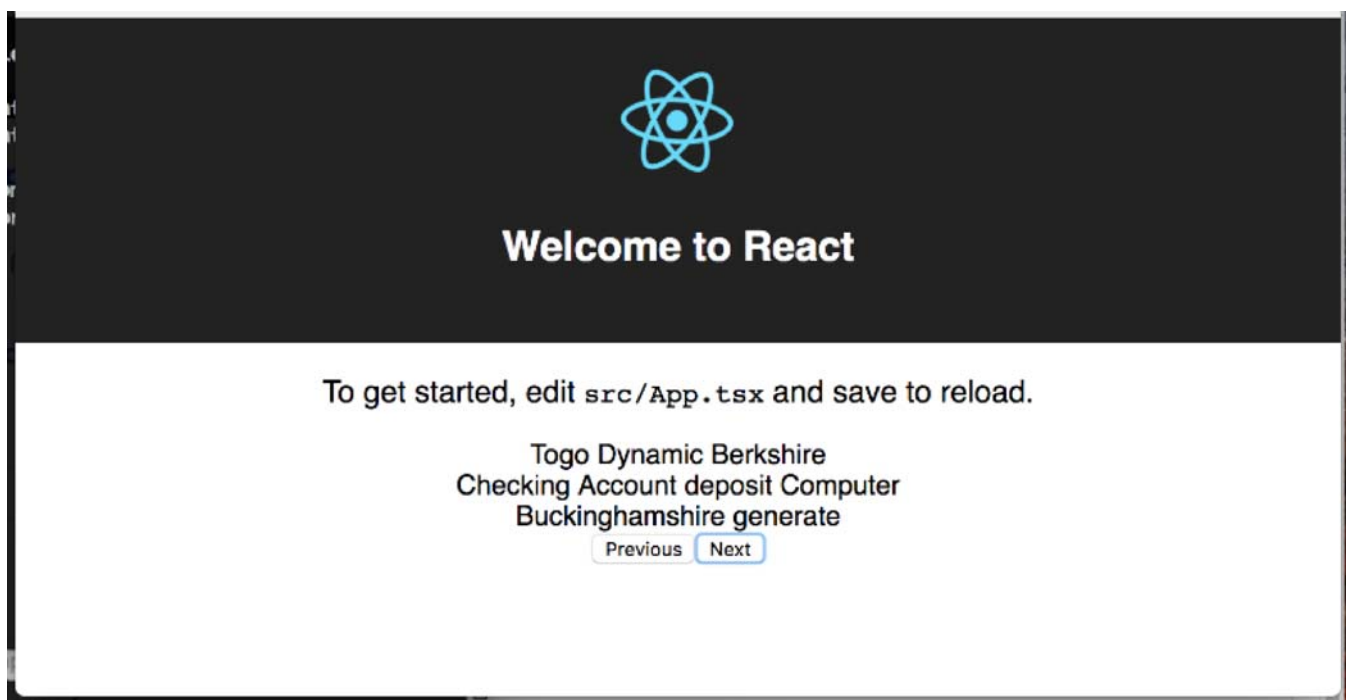 Welcome to React
To get started, edit src/App.tsx and save to reload.
Togo Dynamic Berkshire
Checking Account deposit Computer
Buckinghamshire generate
Previous Next